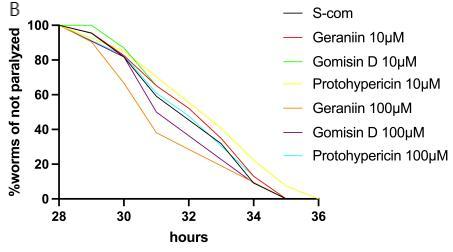 B
%worms of not paralyzed
100
80
60
40
20
0
28 30 32 34 36
hours
S-com
Geraniin 10μM
Gomisin D 10μM
Protohypericin 10μM
Geraniin 100μM
Gomisin D 100μM
Protohypericin 100μM